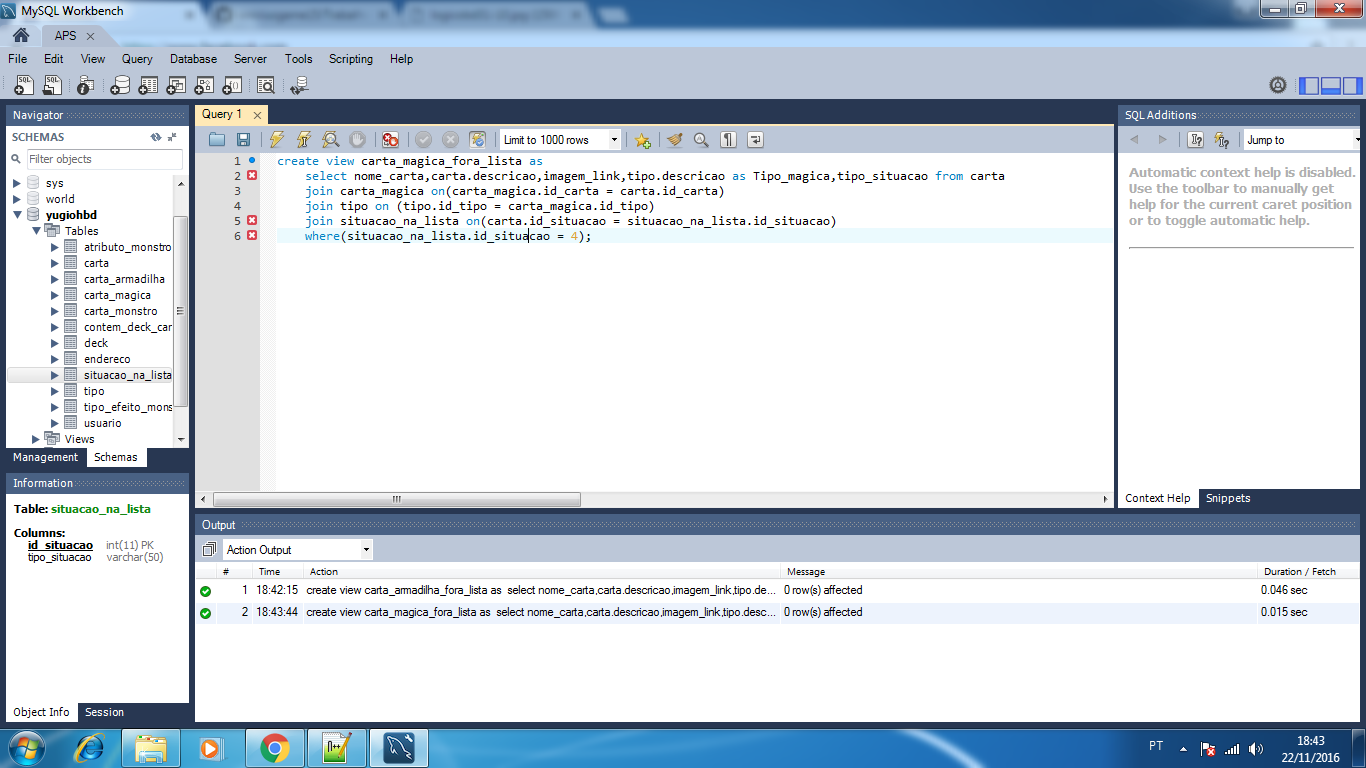 MySQL Workbench
APS
File Edit View Query Database Server Tools Scripting Help
Navigator
SCHEMAS
Filter objects
sys
world
yugiohbd
Tables
atributo_monstro
carta
carta_armadilha
carta_magica
carta_monstro
contem_deck_car
deck
endereco
situacao_na_lista
tipo
tipo_efeito_mons
usuario
Views
Management Schemas
Information
Table: situacao_na_lista
Columns:
id_situacao int(11) PK
tipo_situacao varchar(50)
Object Info Session
Query 1
Limit to 1000 rows
1 create view carta_magica_fora_lista as
2 select nome_carta,carta.descricao,imagem_link,tipo.descricao as Tipo_magica,tipo_situacao from carta
3 join carta_magica on(carta_magica.id_carta = carta.id_carta)
4 join tipo on (tipo.id_tipo = carta_magica.id_tipo)
5 join situacao_na_lista on(carta.id_situacao = situacao_na_lista.id_situacao)
6 where(situacao_na_lista.id_situacao = 4);
SQL Additions
Jump to
Automatic context help is disabled.
Use the toolbar to manually get
help for the current caret position
or to toggle automatic help.
Context Help Snippets
Output
Action Output
# Time Action Message Duration / Fetch
1 18:42:15 create view carta_armadilha_fora_lista as select nome_carta,carta.descricao,imagem_link,tipo.de... 0 row(s) affected 0.046 sec
2 18:43:44 create view carta_magica_fora_lista as select nome_carta,carta.descricao,imagem_link,tipo.desc... 0 row(s) affected 0.015 sec
PT
18:43
22/11/2016